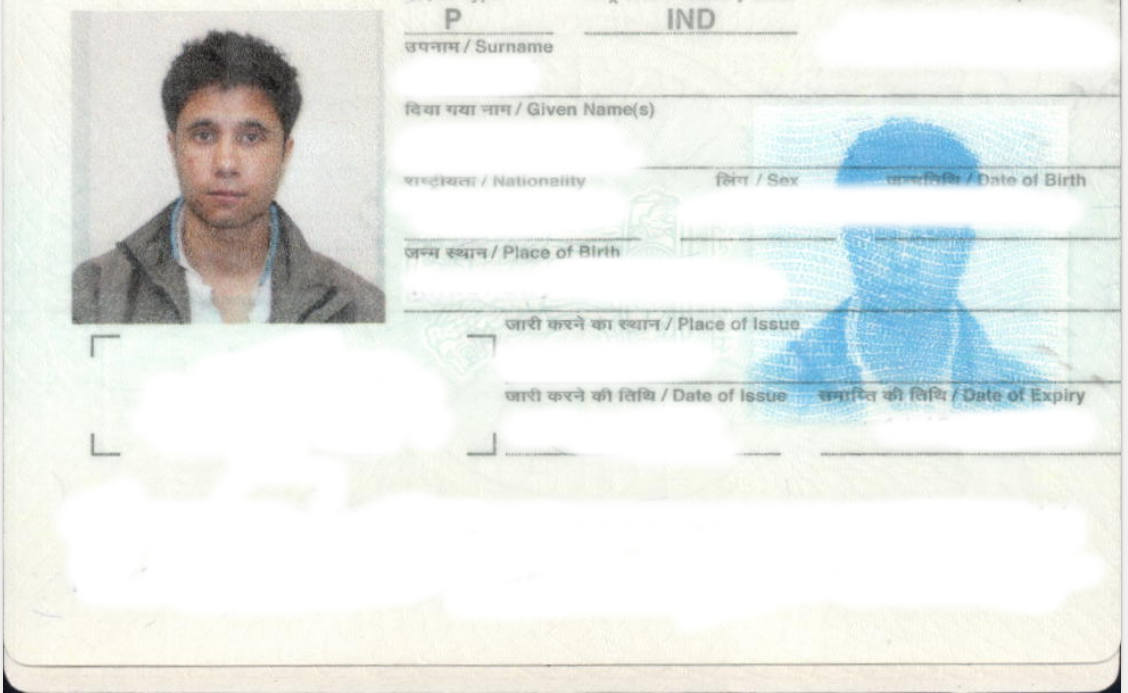 P IND
उपनाम / Surname
दिया गया नाम / Given Name(s)
राष्ट्रीयता / Nationality लिंग / Sex जन्मतिथि / Date of Birth
जन्म स्थान / Place of Birth
जारी करने का स्थान / Place of Issue
जारी करने की तिथि / Date of Issue समाप्ति की तिथि / Date of Expiry